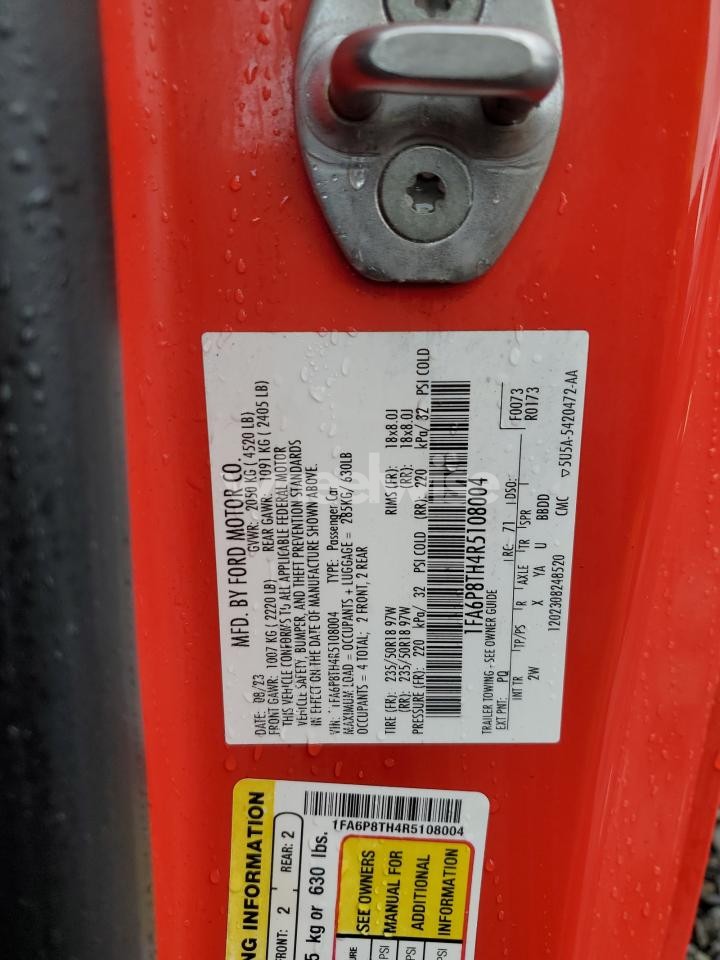 MFD. BY FORD MOTOR CO.
DATE: 08/23 GVWR: 2050 KG ( 4520 LB)
FRONT GAWR: 1007 KG ( 2220 LB) REAR GAWR: 1091 KG ( 2405 LB)
THIS VEHICLE CONFORMS TO ALL APPLICABLE FEDERAL MOTOR
VEHICLE SAFETY, BUMPER, AND THEFT PREVENTION STANDARDS
IN EFFECT ON THE DATE OF MANUFACTURE SHOWN ABOVE.
VIN: 1FA6P8TH4R5108004 TYPE: Passenger Car
MAXIMUM LOAD = OCCUPANTS + LUGGAGE = 285KG/ 630LB
OCCUPANTS = 4 TOTAL; 2 FRONT, 2 REAR
TIRE (FR): 235/50R18 97W RIMS (FR): 18x8.0J
(RR): 235/50R18 97W (RR): 18x8.0J
PRESSURE (FR): 220 kPa/ 32 PSI COLD (RR): 220 kPa/ 32 PSI COLD
1FA6P8TH4R5108004
TRAILER TOWING - SEE OWNER GUIDE
EXT PNT: PQ RC: 71 DSO: F0073
R0173
INT TR TP/PS R AXLE TR SPR
2W X YA U BBDD
1202308248520 CMC ▽5U5A-5420472-AA
1FA6P8TH4R5108004
NG INFORMATION
FRONT: 2 REAR: 2
5 kg or 630 lbs.
SEE OWNERS
MANUAL FOR
ADDITIONAL
INFORMATION
URE
PSI
PSI
PSI